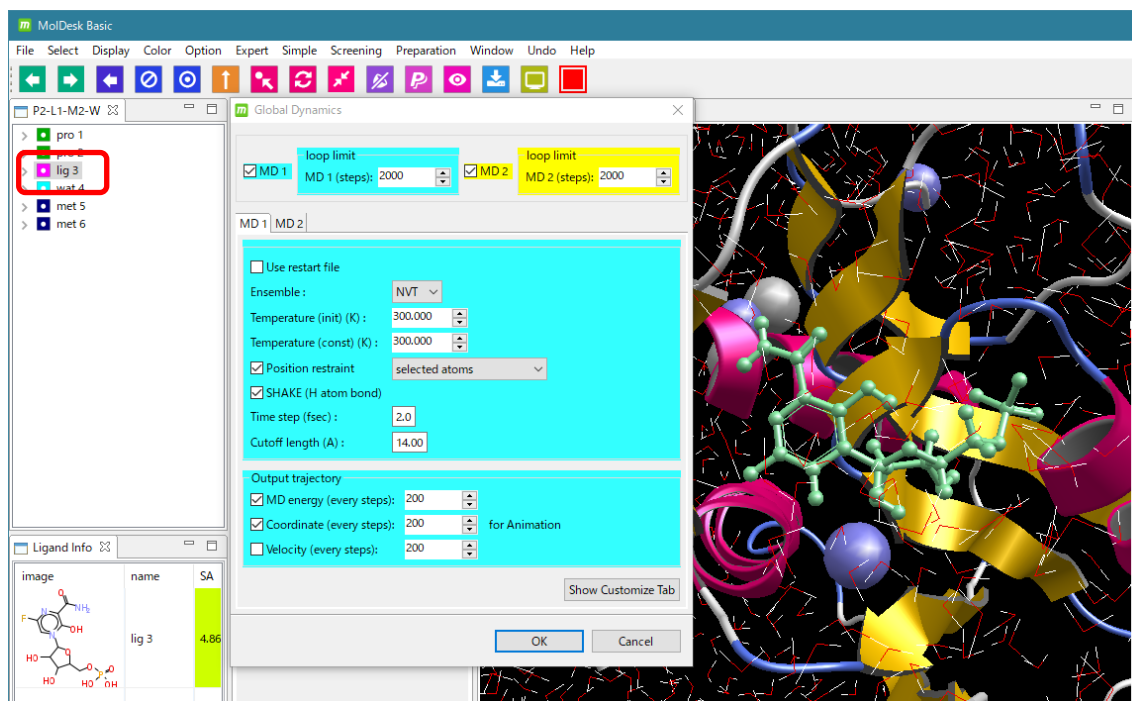 MolDesk Basic
File Select Display Color Option Expert Simple Screening Preparation Window Undo Help
P2-L1-M2-W
pro 1
pro 2
lig 3
wat 4
met 5
met 6
Global Dynamics
MD 1
loop limit
MD 1 (steps): 2000
MD 2
loop limit
MD 2 (steps): 2000
MD 1 MD 2
Use restart file
Ensemble : NVT
Temperature (init) (K) : 300.000
Temperature (const) (K) : 300.000
Position restraint selected atoms
SHAKE (H atom bond)
Time step (fsec) : 2.0
Cutoff length (A) : 14.00
Output trajectory
MD energy (every steps): 200
Coordinate (every steps): 200 for Animation
Velocity (every steps): 200
Show Customize Tab
OK Cancel
Ligand Info
image name SA
O
N NH₂
F
OH
N
lig 3 4.86
HO O
O O
P
HO HO OH